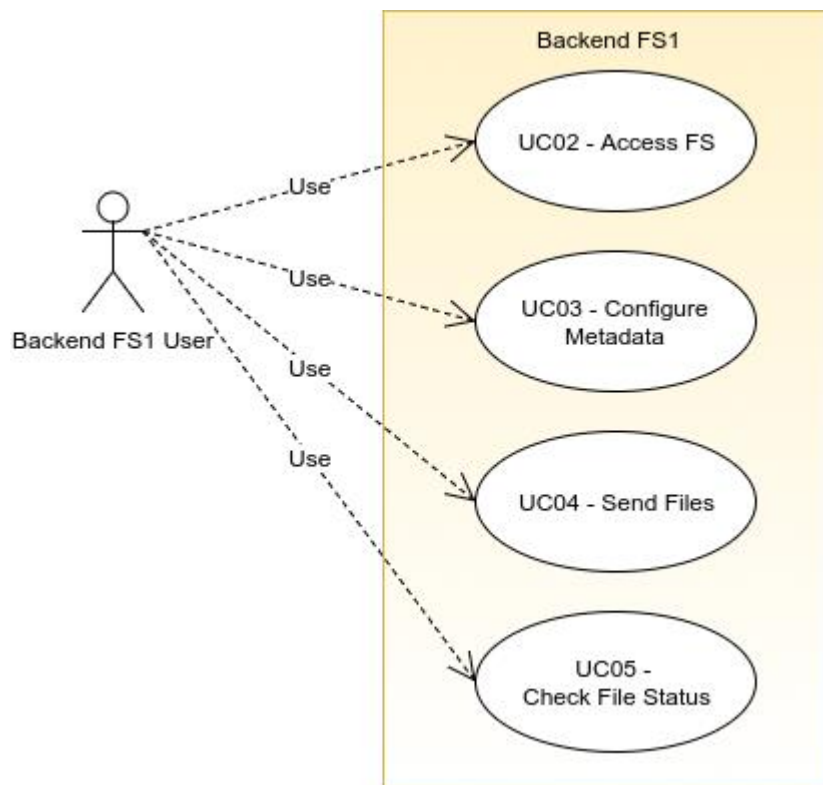 Backend FS1
UC02 - Access FS
Use
Use
UC03 - Configure
Metadata
Backend FS1 User
Use
Use
UC04 - Send Files
UC05 -
Check File Status